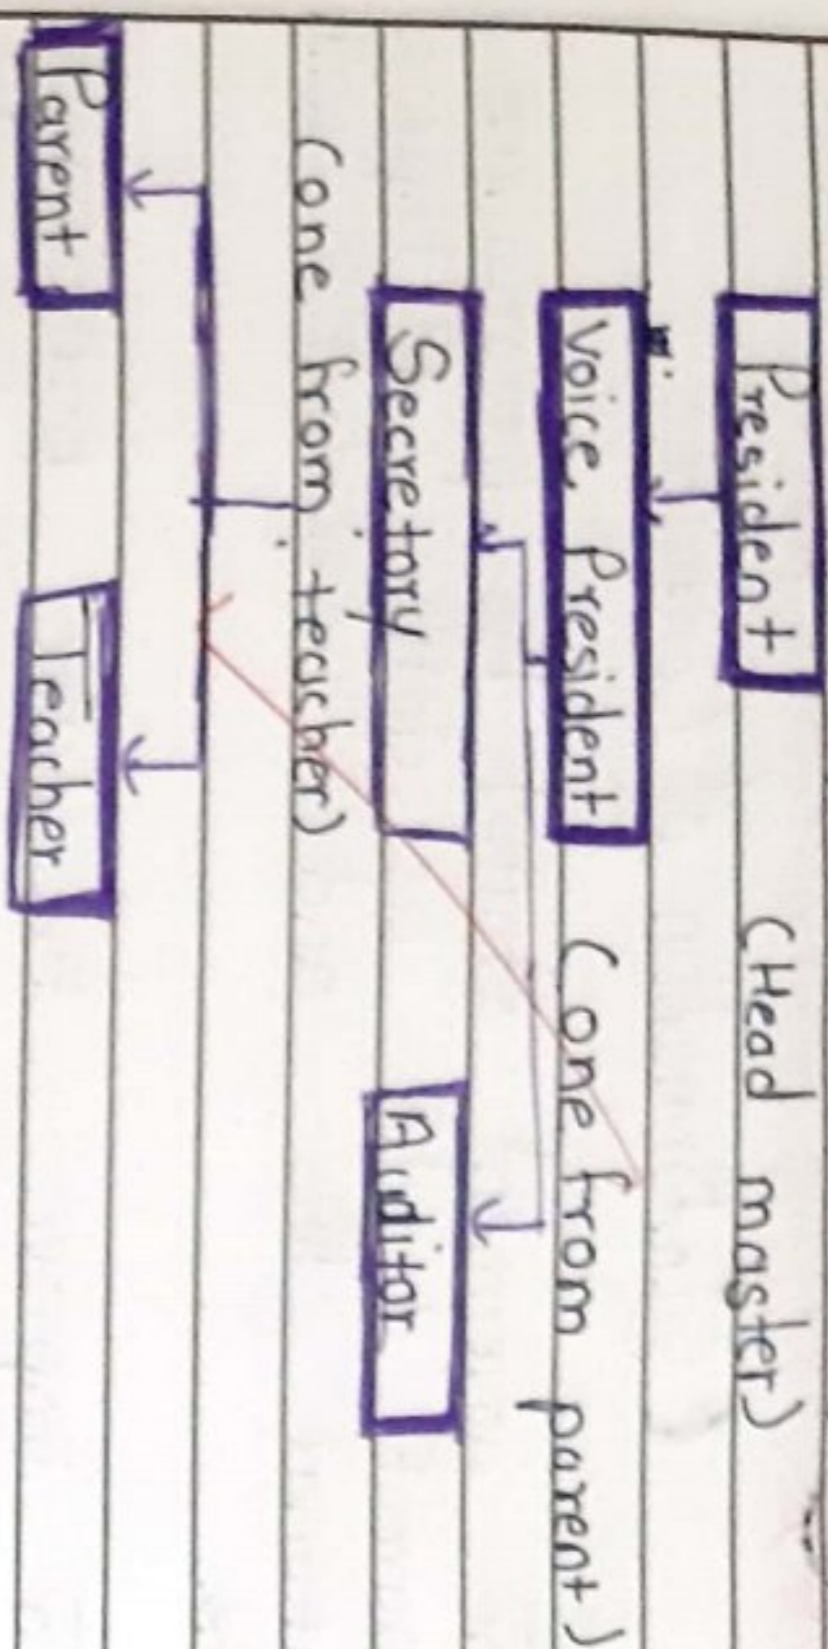 President (Head master)
Voice President (one from parent)
Secretory Auditor
(one from teacher)
Parent Teacher